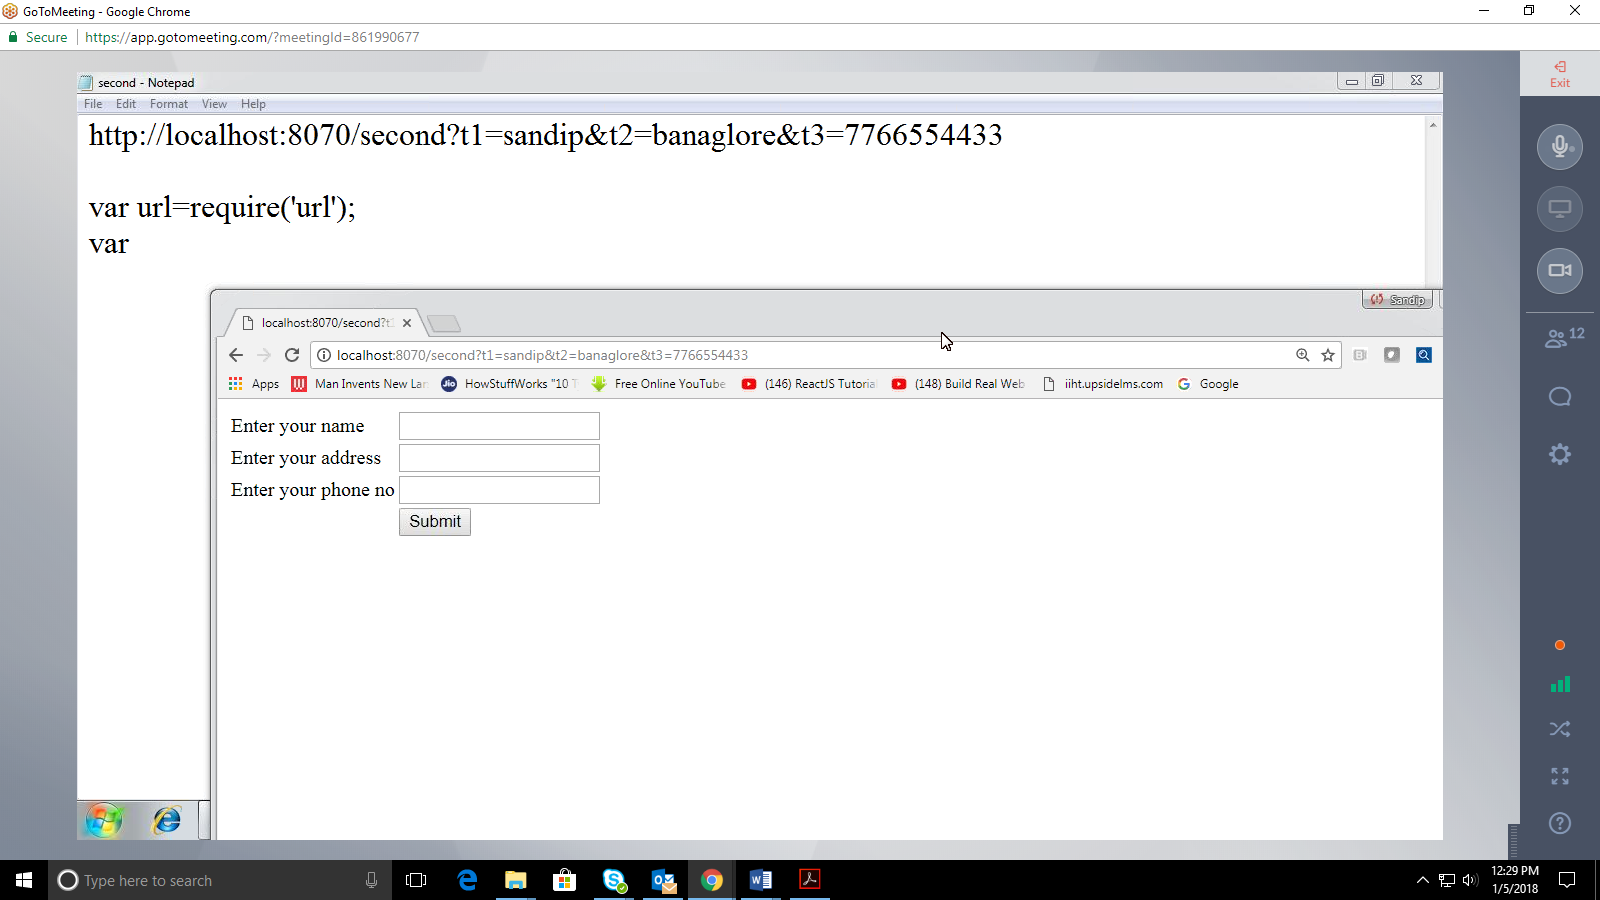 GoToMeeting - Google Chrome
Secure
https://app.gotomeeting.com/?meetingId=861990677
Exit
second - Notepad
File Edit Format View Help
http://localhost:8070/second?t1=sandip&t2=banaglore&t3=7766554433
var url=require('url');
var
Sandip
localhost:8070/second?t
localhost:8070/second?t1=sandip&t2=banaglore&t3=7766554433
Apps Man Invents New Lan Jio HowStuffWorks "10 Free Online YouTube (146) ReactJS Tutoria (148) Build Real Web iiht.upsidelms.com Google
Enter your name
Enter your address
Enter your phone no
Submit
12
Type here to search
12:29 PM
1/5/2018